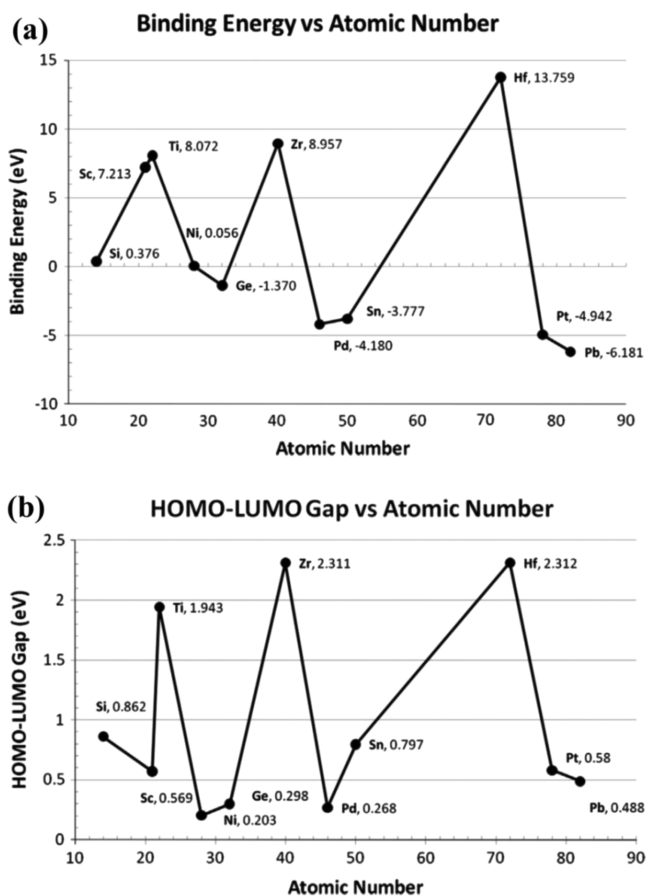 (a)
Binding Energy vs Atomic Number
15
10
5
0
-5
-10
Binding Energy (eV)
Hf, 13.759
Zr, 8.957
Ti, 8.072
Sc, 7.213
Ni, 0.056
Si, 0.376
Ge, -1.370
Sn, -3.777
Pt, -4.942
Pd, -4.180
Pb, -6.181
10 20 30 40 50 60 70 80 90
Atomic Number
(b)
HOMO-LUMO Gap vs Atomic Number
2.5
2
1.5
1
0.5
0
HOMO-LUMO Gap (eV)
Zr, 2.311
Hf, 2.312
Ti, 1.943
Si, 0.862
Sn, 0.797
Pt, 0.58
Sc, 0.569
Ge, 0.298
Pd, 0.268
Pb, 0.488
Ni, 0.203
10 20 30 40 50 60 70 80 90
Atomic Number